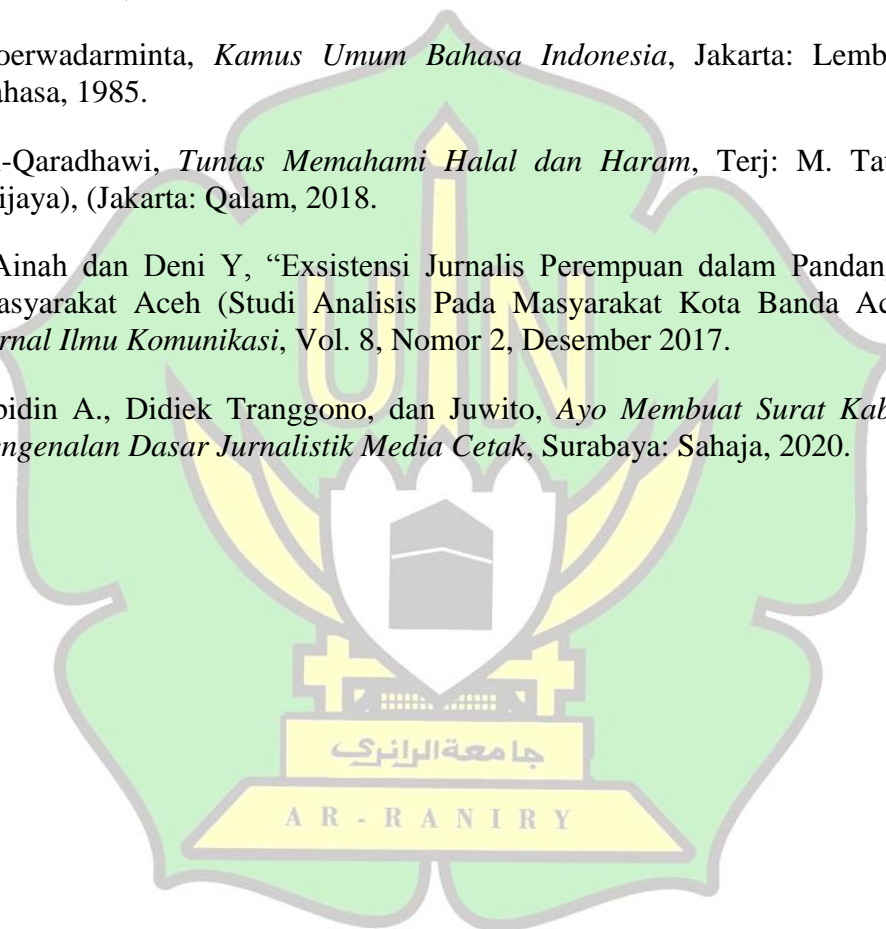 oerwadarminta, Kamus Umum Bahasa Indonesia, Jakarta: Lemb
ahasa, 1985.
-Qaradhawi, Tuntas Memahami Halal dan Haram, Terj: M. Ta
ijaya), (Jakarta: Qalam, 2018.
Ainah dan Deni Y, “Exsistensi Jurnalis Perempuan dalam Pandan
asyarakat Aceh (Studi Analisis Pada Masyarakat Kota Banda Ac
rnal Ilmu Komunikasi, Vol. 8, Nomor 2, Desember 2017.
bidin A., Didiek Tranggono, dan Juwito, Ayo Membuat Surat Kab
engenalan Dasar Jurnalistik Media Cetak, Surabaya: Sahaja, 2020.
UIN
جامعةالرانري
AR-RANIRY